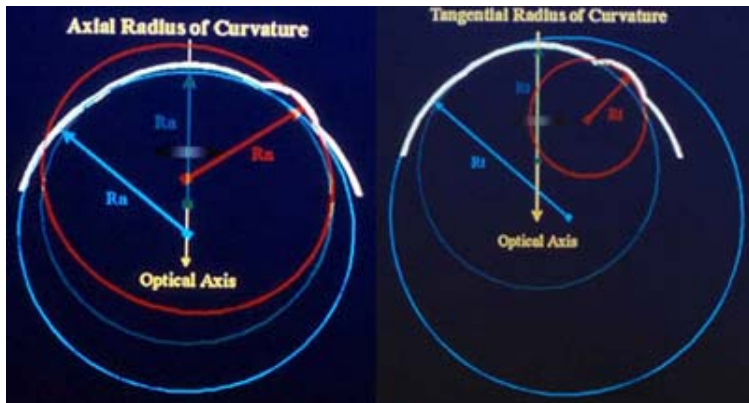 Axial Radius of Curvature
Ra
Ra
Ra
Optical Axis
Tangential Radius of Curvature
Rt
Rt
Rt
Optical Axis